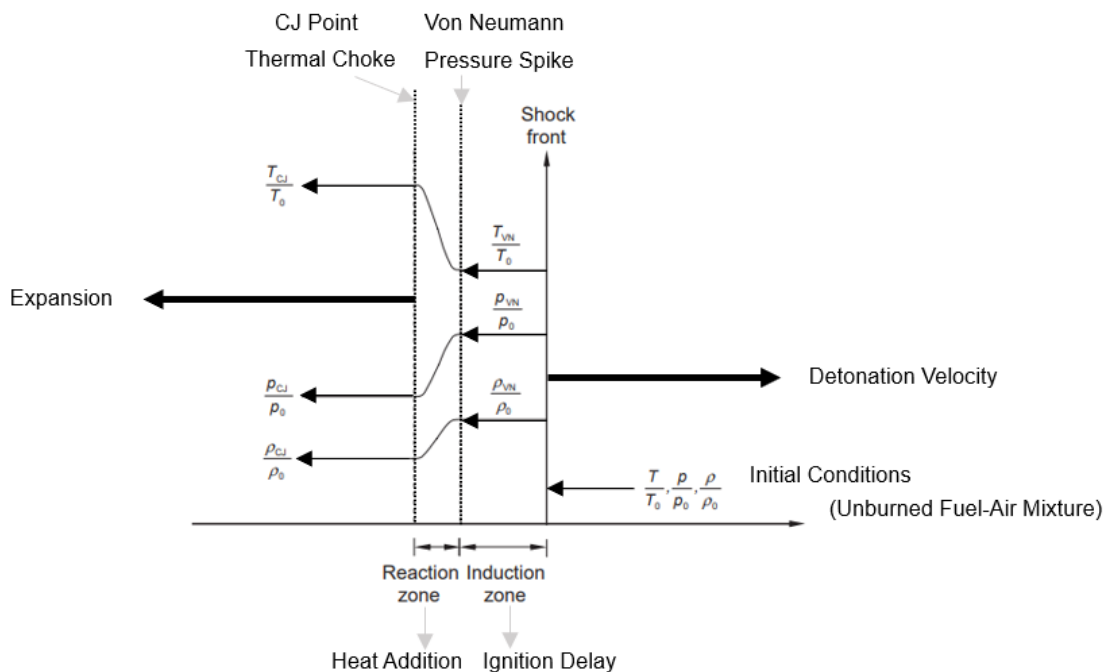 CJ Point
Thermal Choke
Von Neumann
Pressure Spike
Shock
front
T_CJ/T_0
T_VN/T_0
Expansion
p_VN/p_0
Detonation Velocity
p_CJ/p_0
ρ_VN/ρ_0
ρ_CJ/ρ_0
T/T_0, p/p_0, ρ/ρ_0
Initial Conditions
(Unburned Fuel-Air Mixture)
Reaction
zone
Induction
zone
Heat Addition
Ignition Delay